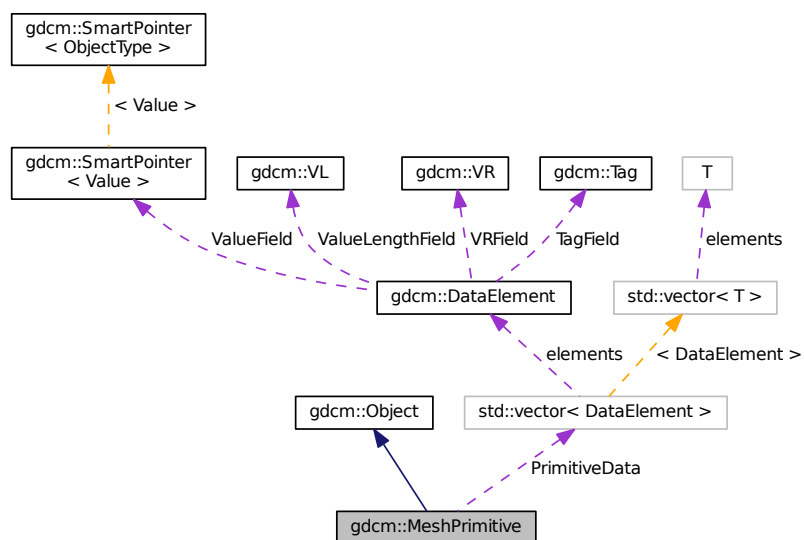 gdcm::SmartPointer
< ObjectType >
< Value >
gdcm::SmartPointer
< Value >
gdcm::VL
gdcm::VR
gdcm::Tag
T
ValueField
ValueLengthField
VRField
TagField
elements
gdcm::DataElement
std::vector< T >
elements
< DataElement >
gdcm::Object
std::vector< DataElement >
PrimitiveData
gdcm::MeshPrimitive